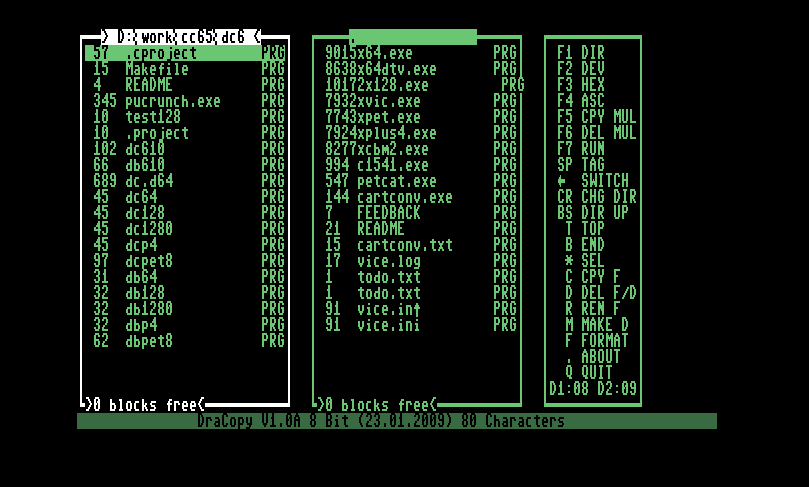 > D:\work\cc65\dc6 <
57 .cproject PRG
15 Makefile PRG
4 README PRG
345 pucrunch.exe PRG
10 test128 PRG
10 .project PRG
102 dc610 PRG
66 db610 PRG
689 dc.d64 PRG
45 dc64 PRG
45 dc128 PRG
45 dc1280 PRG
45 dcp4 PRG
97 dcpet8 PRG
31 db64 PRG
32 db128 PRG
32 db1280 PRG
32 dbp4 PRG
62 dbpet8 PRG
>0 blocks free<
.
9015x64.exe PRG
8638x64dtv.exe PRG
10172x128.exe PRG
7932xvic.exe PRG
7743xpet.exe PRG
7924xplus4.exe PRG
8277xcbm2.exe PRG
994 c1541.exe PRG
547 petcat.exe PRG
144 cartconv.exe PRG
7 FEEDBACK PRG
21 README PRG
15 cartconv.txt PRG
17 vice.log PRG
1 todo.txt PRG
1 todo.txt PRG
91 vice.in↑ PRG
91 vice.ini PRG
>0 blocks free<
F1 DIR
F2 DEV
F3 HEX
F4 ASC
F5 CPY MUL
F6 DEL MUL
F7 RUN
SP TAG
← SWITCH
CR CHG DIR
BS DIR UP
T TOP
B END
* SEL
C CPY F
D DEL F/D
R REN F
M MAKE D
F FORMAT
. ABOUT
Q QUIT
D1:08 D2:09
DraCopy V1.0A 8 Bit (23.01.2009) 80 Characters